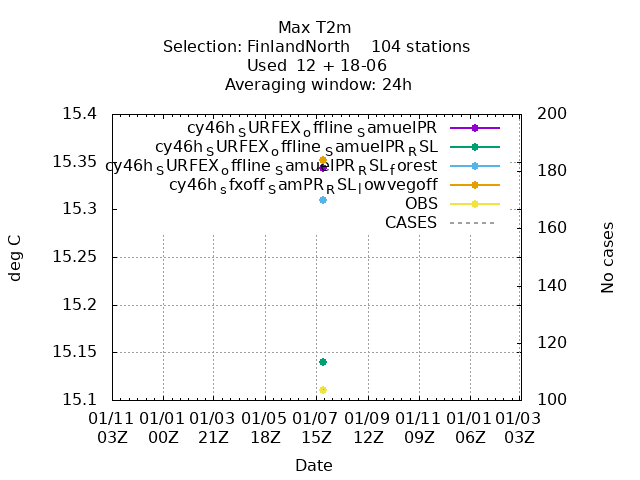 Max T2m
Selection: FinlandNorth 104 stations
Used 12 + 18-06
Averaging window: 24h
15.4
15.35
15.3
15.25
15.2
15.15
15.1
deg C
200
180
160
140
120
100
No cases
cy46h_SURFEX_offline_SamuelPR
cy46h_SURFEX_offline_SamuelPR_RSL
cy46h_SURFEX_offline_SamuelPR_RSL_forest
cy46h_sfxoff_SamPR_RSL_lowvegoff
OBS
CASES
01/11 01/01 01/03 01/05 01/07 01/09 01/11 01/01 01/03
03Z 00Z 21Z 18Z 15Z 12Z 09Z 06Z 03Z
Date